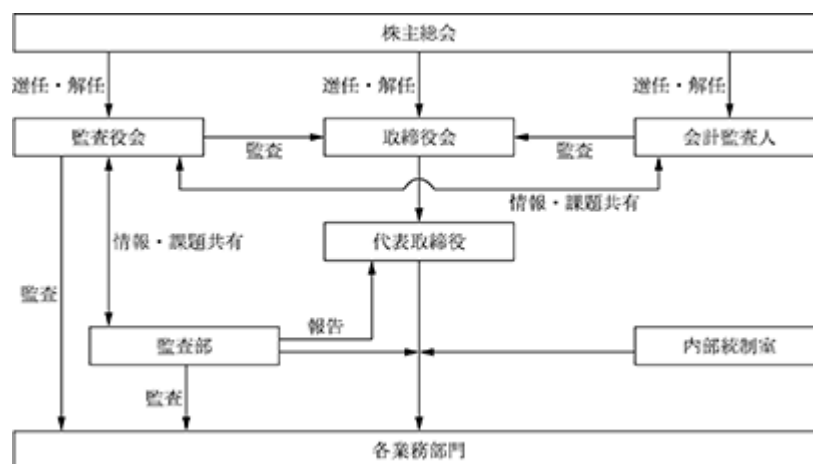 株主総会
選任・解任
選任・解任
選任・解任
監査役会
監査
取締役会
監査
会計監査人
情報・課題共有
情報・課題共有
代表取締役
監査
報告
監査部
内部統制室
監査
各業務部門